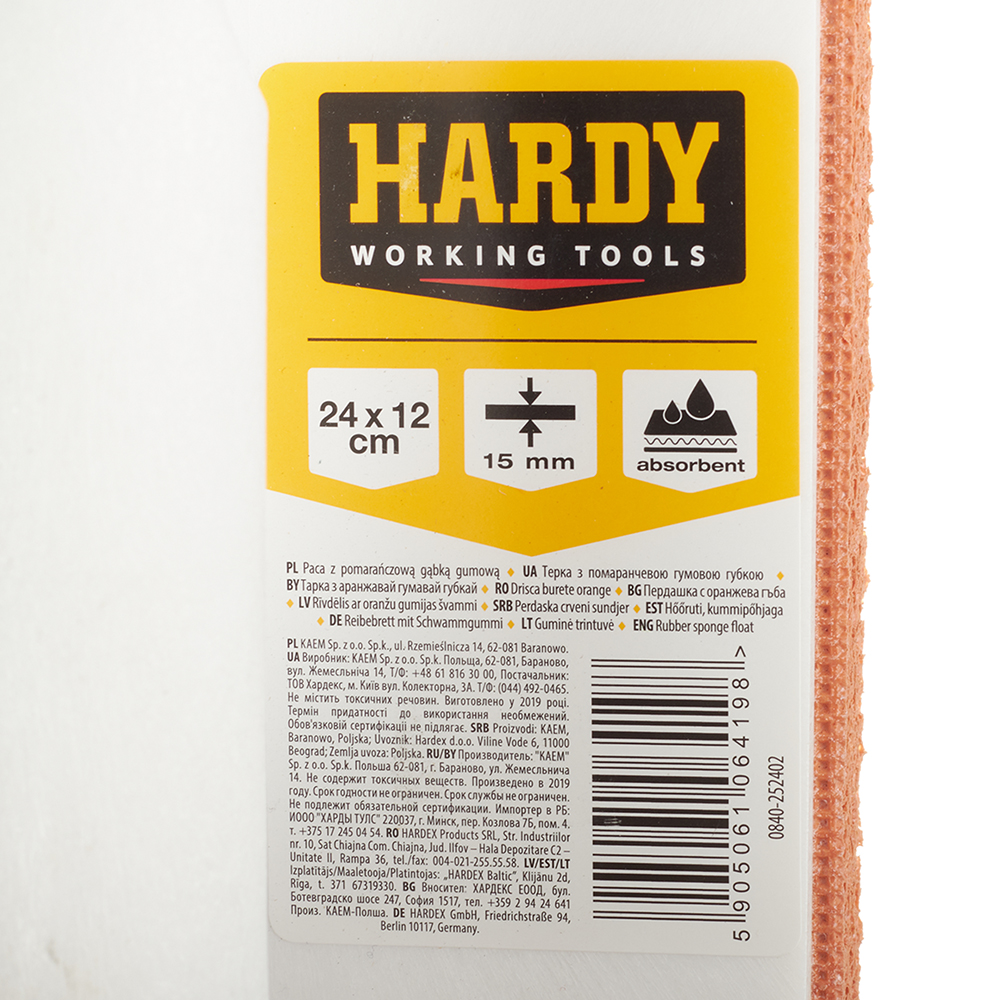 HARDY
WORKING TOOLS
24 x 12
cm
15 mm
absorbent
PL Paca z pomarańczową gąbką gumową ◆ UA Терка з помаранчевою гумовою губкою ◆
BY Тарка з аранжавай гумавай губкай ◆ RO Drisca burete orange ◆ BG Пердашка с оранжева гъба
◆ LV Rīvdēlis ar oranžu gumijas švammi ◆ SRB Perdaska crveni sundjer ◆ EST Hõõruti, kummipõhjaga
◆ DE Reibebrett mit Schwammgummi ◆ LT Guminė trintuvė ◆ ENG Rubber sponge float
PL KAEM Sp. z o.o. Sp.k., ul. Rzemieślnicza 14, 62-081 Baranowo.
UA Виробник: KAEM Sp. z o.o. Sp.k. Польща, 62-081, Бараново,
вул. Жемесльніча 14, Т/Ф: +48 61 816 30 00, Постачальник:
ТОВ Хардекс, м. Київ вул. Колекторна, 3А. Т/Ф: (044) 492-0465.
Не містить токсичних речовин. Виготовлено у 2019 році.
Термін придатності до використання необмежений.
Обов'язковій сертифікації не підлягає. SRB Proizvodi: KAEM,
Baranowo, Poljska; Uvoznik: Hardex d.o.o. Viline Vode 6, 11000
Beograd; Zemlja uvoza: Poljska. RU/BY Производитель: "KAEM"
Sp. z o.o. Sp.k. Польша 62-081, г. Бараново, ул. Жемесльнича
14. Не содержит токсических веществ. Произведено в 2019
году. Срок годности не ограничен. Срок службы не ограничен.
Не подлежит обязательной сертификации. Импортер в РБ:
ИООО "ХАРДЫ ТУЛС" 220037, г. Минск, пер. Козлова 7Б, пом. 4.
т. +375 17 245 04 54. RO HARDEX Products SRL, Str. Industriilor
nr. 10, Sat Chiajna Com. Chiajna, Jud. Ilfov – Hala Depozitare C2 –
Unitate II, Rampa 36, tel./fax: 004-021-255.55.58. LV/EST/LT
Izplatītājs/Maaletooja/Platintojas: „HARDEX Baltic”, Klijānu 2d,
Rīga, t. 371 67319330. BG Вносител: ХАРДЕКС ЕООД, бул.
Ботевградско шосе 247, София 1517, тел. +359 2 94 24 641
Произ. КАЕМ-Полша. DE HARDEX GmbH, Friedrichstraße 94,
Berlin 10117, Germany.
5 905061 064198 >
0840-252402